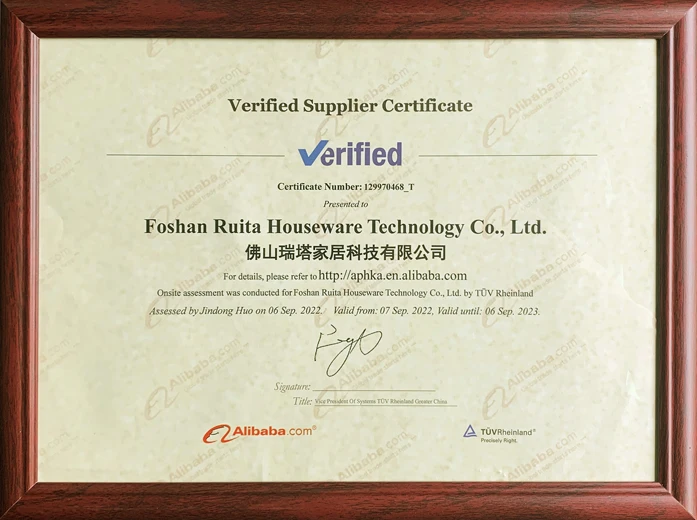 Verified Supplier Certificate
Verified
Certificate Number: 129970468_T
Presented to
Foshan Ruita Houseware Technology Co., Ltd.
佛山瑞塔家居科技有限公司
For details, please refer to http://aphka.en.alibaba.com
Onsite assessment was conducted for Foshan Ruita Houseware Technology Co., Ltd. by TÜV Rheinland
Assessed by Jindong Huo on 06 Sep. 2022. Valid from: 07 Sep. 2022, Valid until: 06 Sep. 2023.
Signature:
Title: Vice President Of Systems TÜV Rheinland Greater China
Alibaba.com®
TÜVRheinland®
Precisely Right.